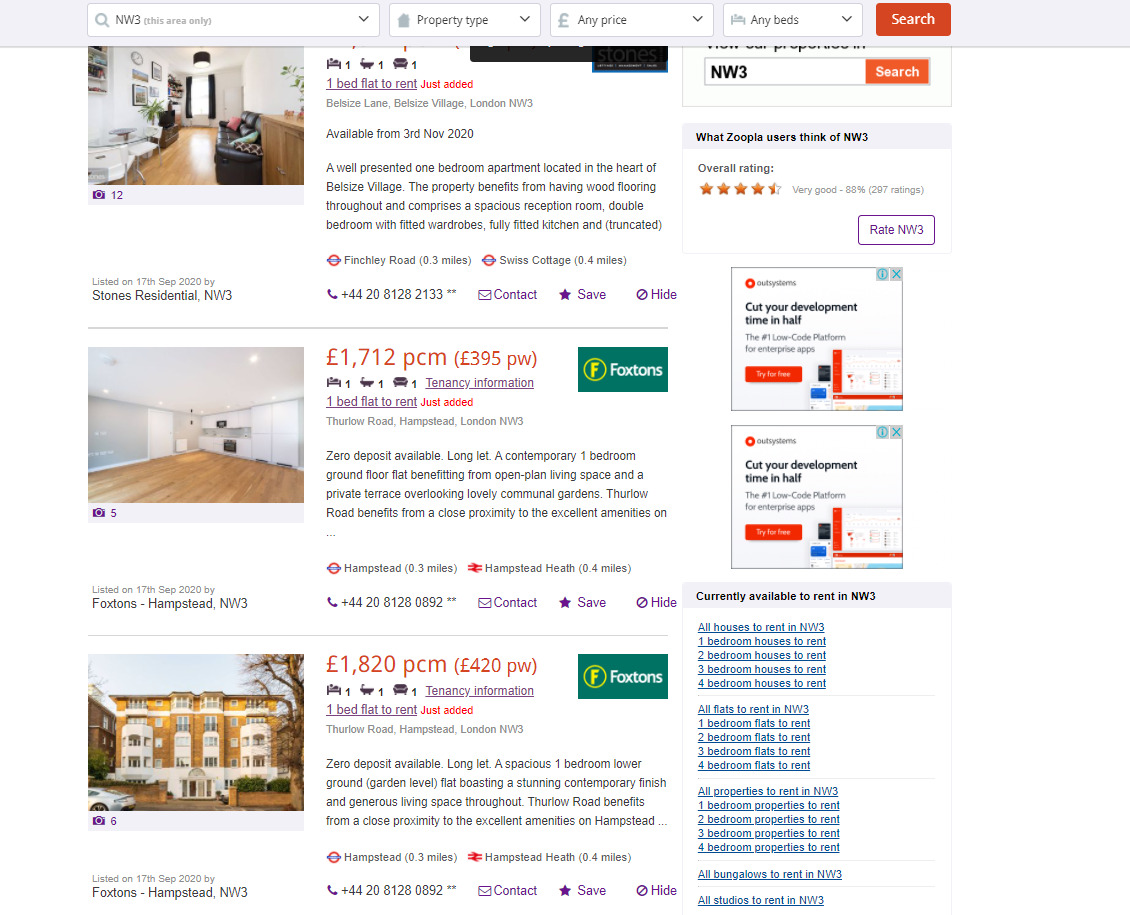 NW3 (this area only)
Property type
Any price
Any beds
Search
stones
1 1 1
1 bed flat to rent Just added
Belsize Lane, Belsize Village, London NW3
Available from 3rd Nov 2020
A well presented one bedroom apartment located in the heart of
Belsize Village. The property benefits from having wood flooring
throughout and comprises a spacious reception room, double
bedroom with fitted wardrobes, fully fitted kitchen and (truncated)
12
Finchley Road (0.3 miles) Swiss Cottage (0.4 miles)
Listed on 17th Sep 2020 by
Stones Residential, NW3
+44 20 8128 2133 ** Contact Save Hide
£1,712 pcm (£395 pw)
Foxtons
1 1 1 Tenancy information
1 bed flat to rent Just added
Thurlow Road, Hampstead, London NW3
Zero deposit available. Long let. A contemporary 1 bedroom
ground floor flat benefitting from open-plan living space and a
private terrace overlooking lovely communal gardens. Thurlow
Road benefits from a close proximity to the excellent amenities on
...
5
Hampstead (0.3 miles) Hampstead Heath (0.4 miles)
Listed on 17th Sep 2020 by
Foxtons - Hampstead, NW3
+44 20 8128 0892 ** Contact Save Hide
£1,820 pcm (£420 pw)
Foxtons
1 1 1 Tenancy information
1 bed flat to rent Just added
Thurlow Road, Hampstead, London NW3
Zero deposit available. Long let. A spacious 1 bedroom lower
ground (garden level) flat boasting a stunning contemporary finish
and generous living space throughout. Thurlow Road benefits
from a close proximity to the excellent amenities on Hampstead ...
6
Hampstead (0.3 miles) Hampstead Heath (0.4 miles)
Listed on 17th Sep 2020 by
Foxtons - Hampstead, NW3
+44 20 8128 0892 ** Contact Save Hide
View our properties in
NW3
Search
What Zoopla users think of NW3
Overall rating:
Very good - 88% (297 ratings)
Rate NW3
outsystems
Cut your development
time in half
The #1 Low-Code Platform
for enterprise apps
Try for free
outsystems
Cut your development
time in half
The #1 Low-Code Platform
for enterprise apps
Try for free
Currently available to rent in NW3
All houses to rent in NW3
1 bedroom houses to rent
2 bedroom houses to rent
3 bedroom houses to rent
4 bedroom houses to rent
All flats to rent in NW3
1 bedroom flats to rent
2 bedroom flats to rent
3 bedroom flats to rent
4 bedroom flats to rent
All properties to rent in NW3
1 bedroom properties to rent
2 bedroom properties to rent
3 bedroom properties to rent
4 bedroom properties to rent
All bungalows to rent in NW3
All studios to rent in NW3